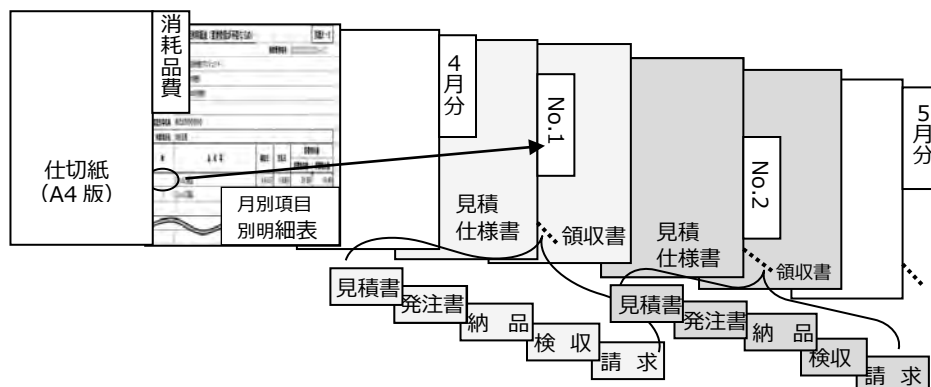 仕切紙
(A4 版)
消耗品費
月別項目
別明細表
4月分
No.1
見積
仕様書
領収書
見積書
発注書
納 品
検 収
請 求
No.2
見積
仕様書
領収書
見積書
発注書
納 品
検収
請 求
5月分